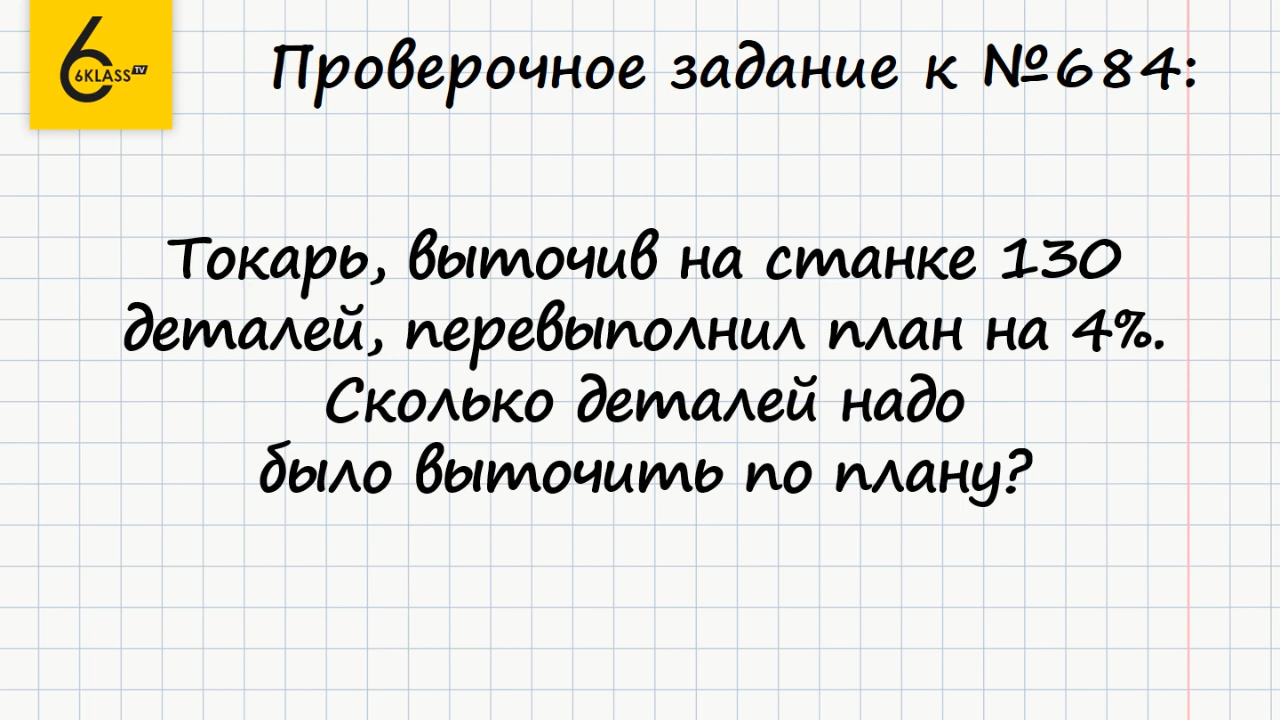 6KLASS TV
Проверочное задание к №684:
Токарь, выточив на станке 130
деталей, перевыполнил план на 4%.
Сколько деталей надо
было выточить по плану?